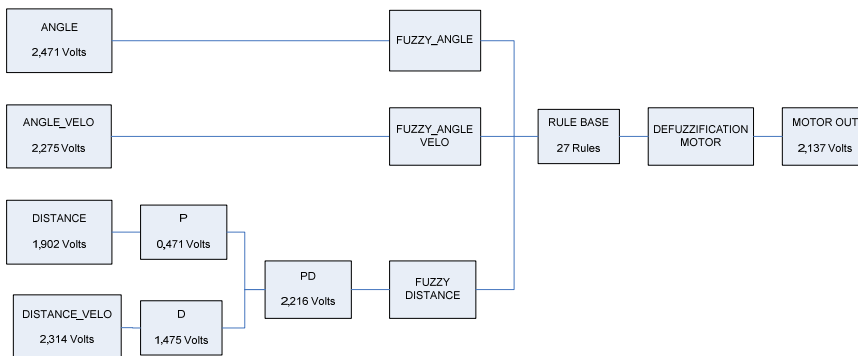 ANGLE
2,471 Volts
FUZZY_ANGLE
ANGLE_VELO
2,275 Volts
FUZZY_ANGLE
VELO
RULE BASE
27 Rules
DEFUZZIFICATION
MOTOR
MOTOR OUT
2,137 Volts
DISTANCE
1,902 Volts
P
0,471 Volts
PD
2,216 Volts
FUZZY
DISTANCE
DISTANCE_VELO
2,314 Volts
D
1,475 Volts